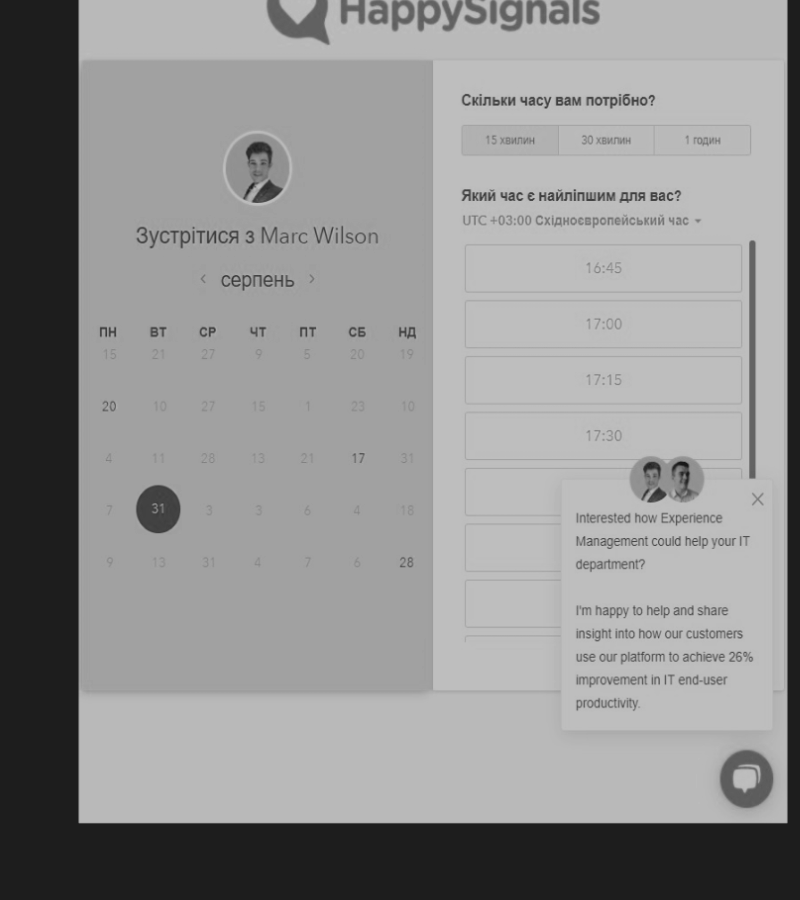 HappySignals
Зустрітися з Marc Wilson
серпень
ПН ВТ СР ЧТ ПТ СБ НД
15 21 27 9 5 20 19
20 10 27 15 1 23 10
4 11 28 13 21 17 31
7 31 3 3 6 4 18
9 13 31 4 7 6 28
Скільки часу вам потрібно?
15 хвилин 30 хвилин 1 годин
Який час є найліпшим для вас?
UTC +03:00 Східноєвропейський час
16:45
17:00
17:15
17:30
Interested how Experience
Management could help your IT
department?
I'm happy to help and share
insight into how our customers
use our platform to achieve 26%
improvement in IT end-user
productivity.